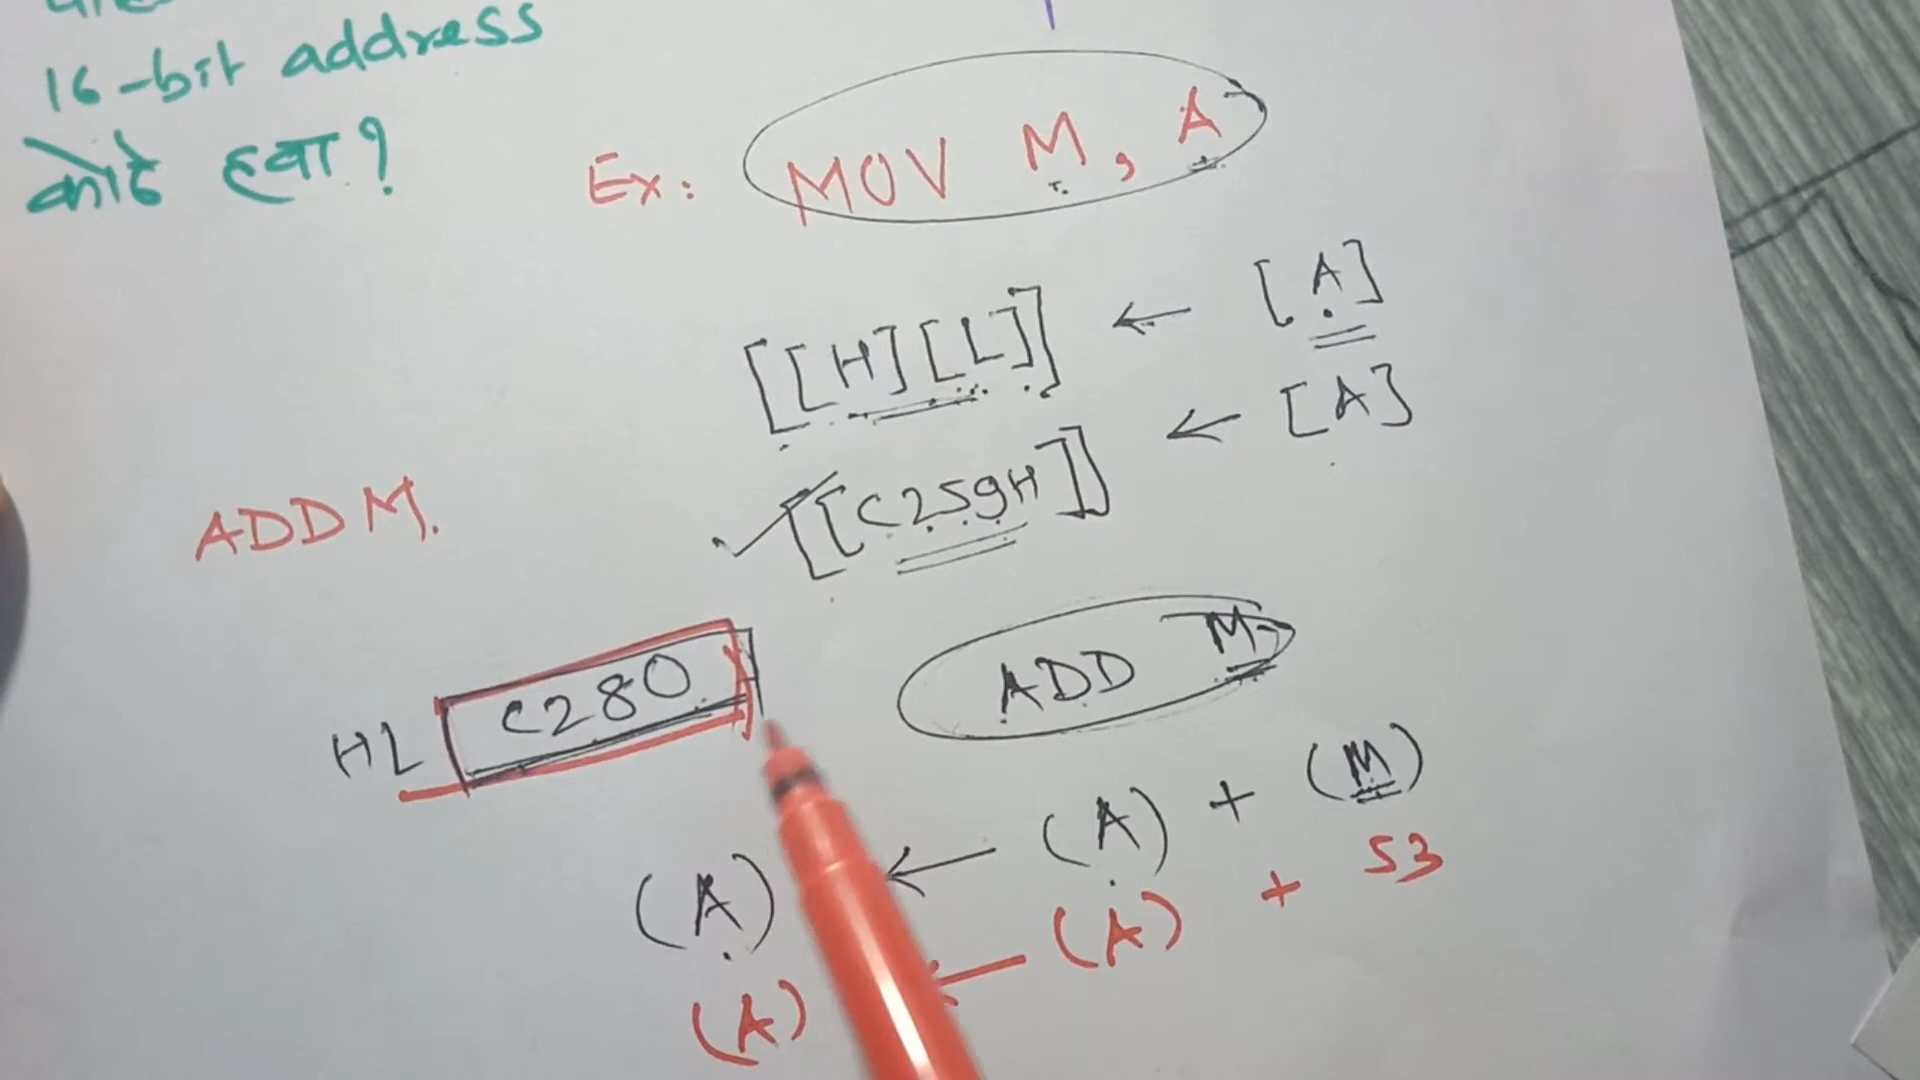 16-bit address
कोठे हवा?
Ex: MOV M, A
[[H][L]] ← [A]
[[C259H]] ← [A]
ADD M.
HL C280
ADD M
(A) ← (A) + (M)
(A) ← (A) + 53